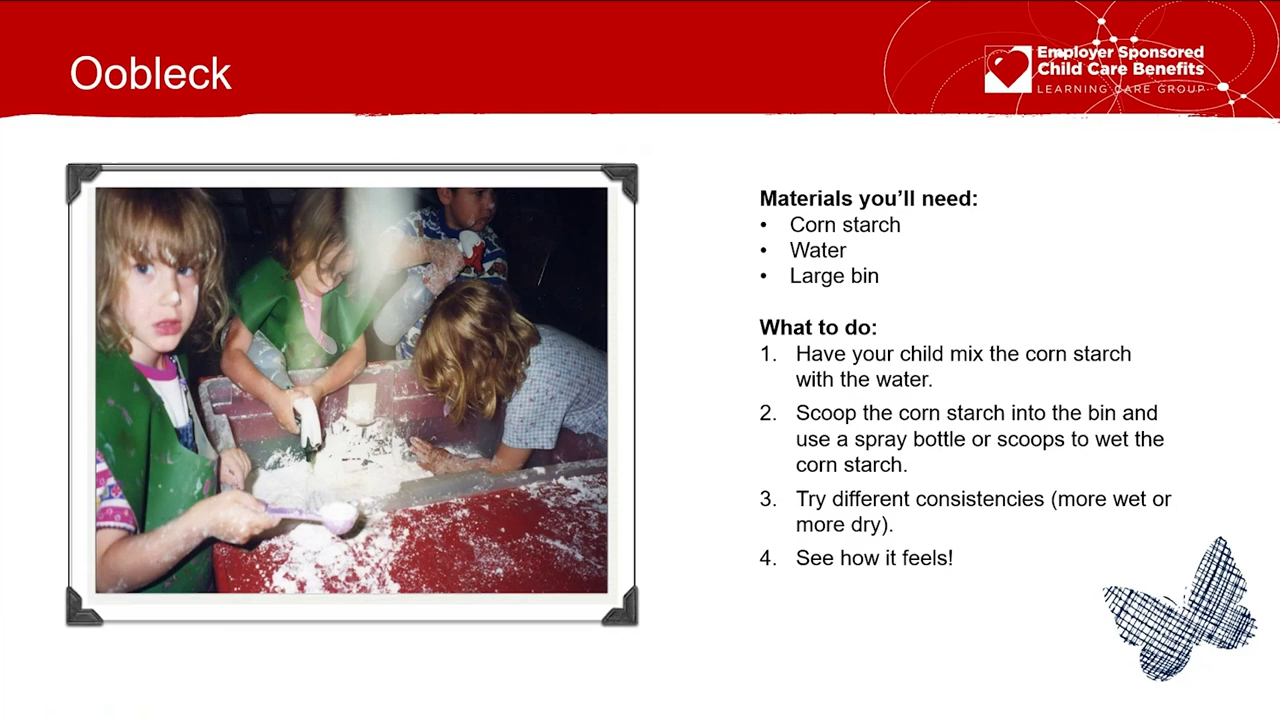 Oobleck
Employer Sponsored
Child Care Benefits
LEARNING CARE GROUP
Materials you’ll need:
• Corn starch
• Water
• Large bin
What to do:
1. Have your child mix the corn starch
with the water.
2. Scoop the corn starch into the bin and
use a spray bottle or scoops to wet the
corn starch.
3. Try different consistencies (more wet or
more dry).
4. See how it feels!